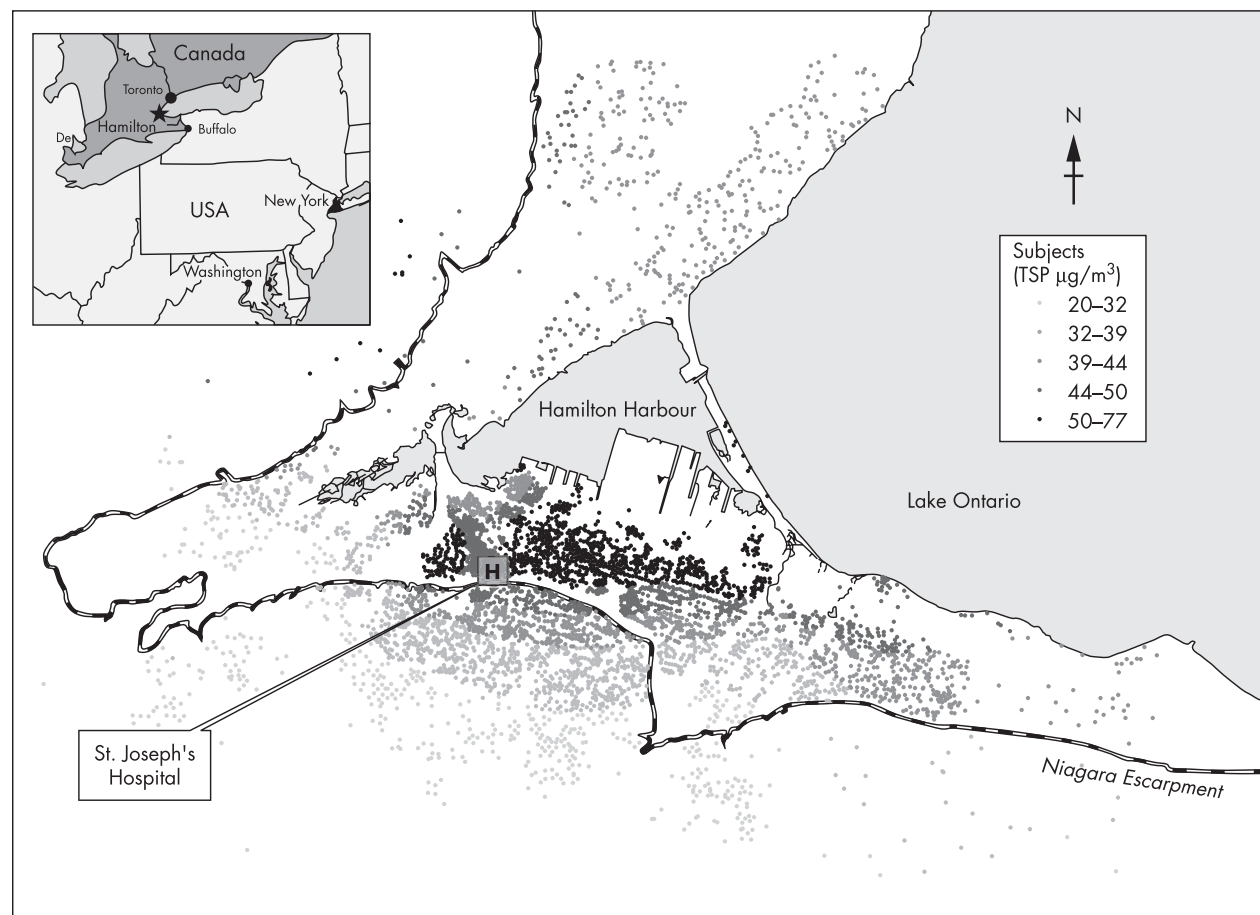 Canada
Toronto
Hamilton
Buffalo
De
USA
New York
Washington
N
Subjects
(TSP μg/m³)
20–32
32–39
39–44
44–50
50–77
Hamilton Harbour
Lake Ontario
H
St. Joseph's
Hospital
Niagara Escarpment